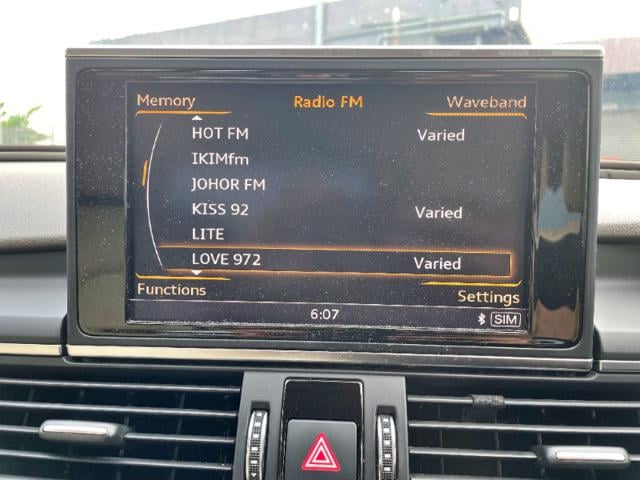 Memory Radio FM Waveband
HOT FM Varied
IKIMfm
JOHOR FM
KISS 92 Varied
LITE
LOVE 972 Varied
Functions Settings
6:07 SIM